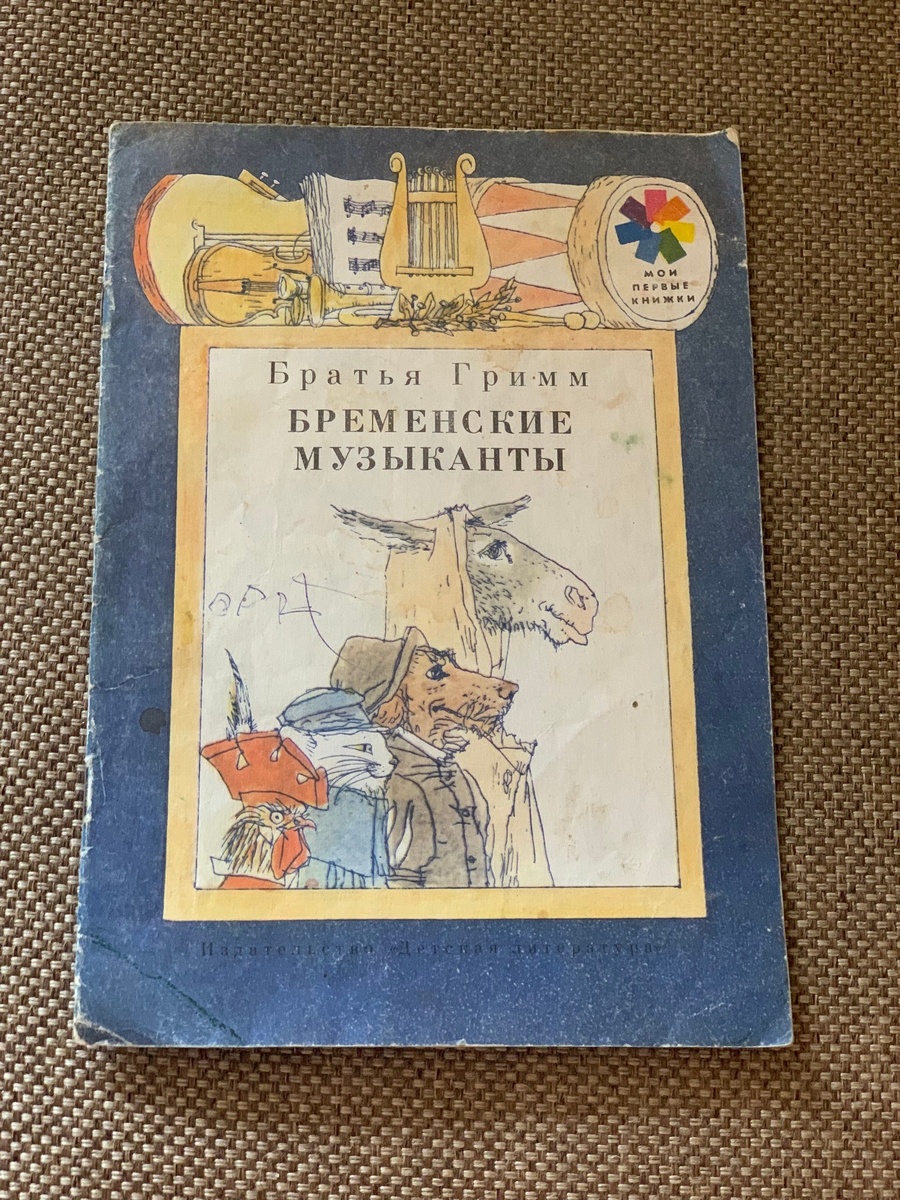 МОИ
ПЕРВЫЕ
КНИЖКИ
Братья Гримм
БРЕМЕНСКИЕ
МУЗЫКАНТЫ
Издательство «Детская литература»